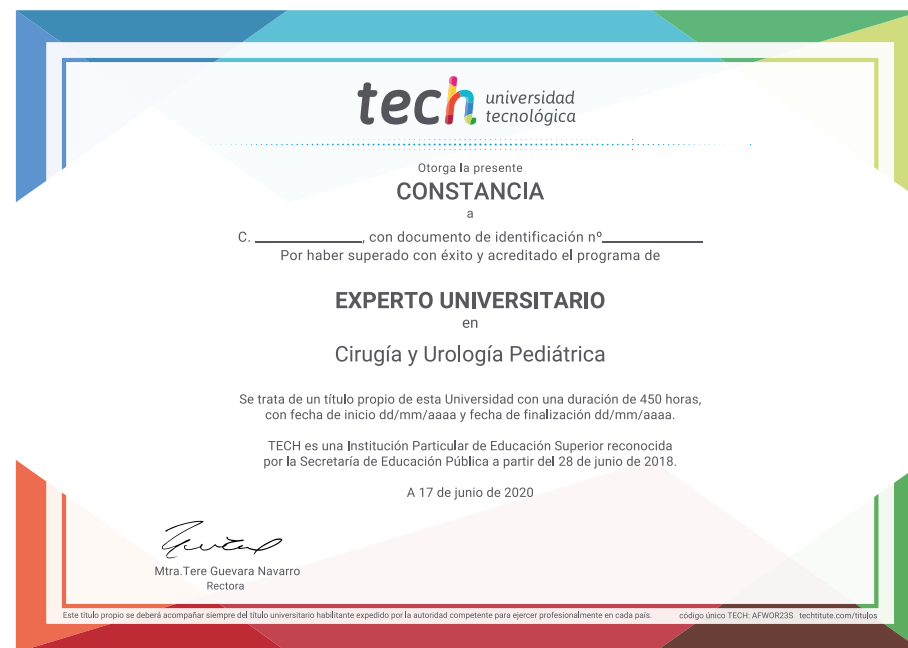 tech universidad
tecnológica
Otorga la presente
CONSTANCIA
a
C. ______________, con documento de identificación nº_____________
Por haber superado con éxito y acreditado el programa de
EXPERTO UNIVERSITARIO
en
Cirugía y Urología Pediátrica
Se trata de un título propio de esta Universidad con una duración de 450 horas,
con fecha de inicio dd/mm/aaaa y fecha de finalización dd/mm/aaaa.
TECH es una Institución Particular de Educación Superior reconocida
por la Secretaría de Educación Pública a partir del 28 de junio de 2018.
A 17 de junio de 2020
Mtra.Tere Guevara Navarro
Rectora
Este título propio se deberá acompañar siempre del título universitario habilitante expedido por la autoridad competente para ejercer profesionalmente en cada país. código único TECH: AFWOR23S techtitute.com/titulos